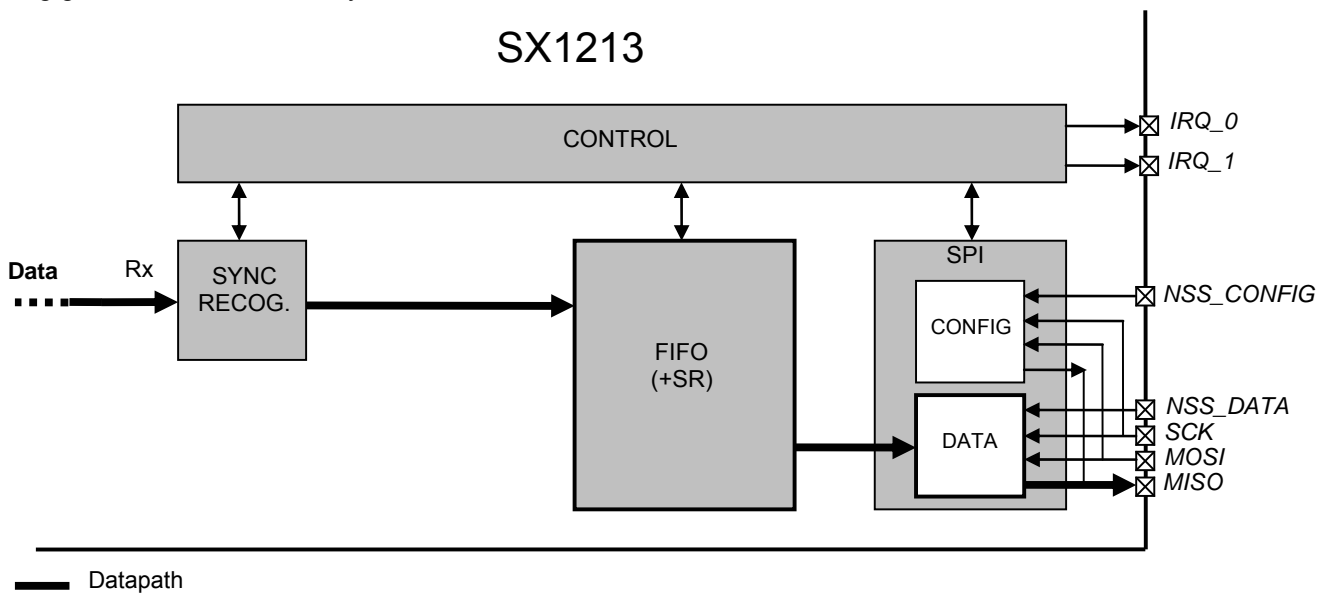 SX1213
CONTROL
IRQ_0
IRQ_1
Data
Rx
SYNC
RECOG.
FIFO
(+SR)
SPI
CONFIG
DATA
NSS_CONFIG
NSS_DATA
SCK
MOSI
MISO
Datapath